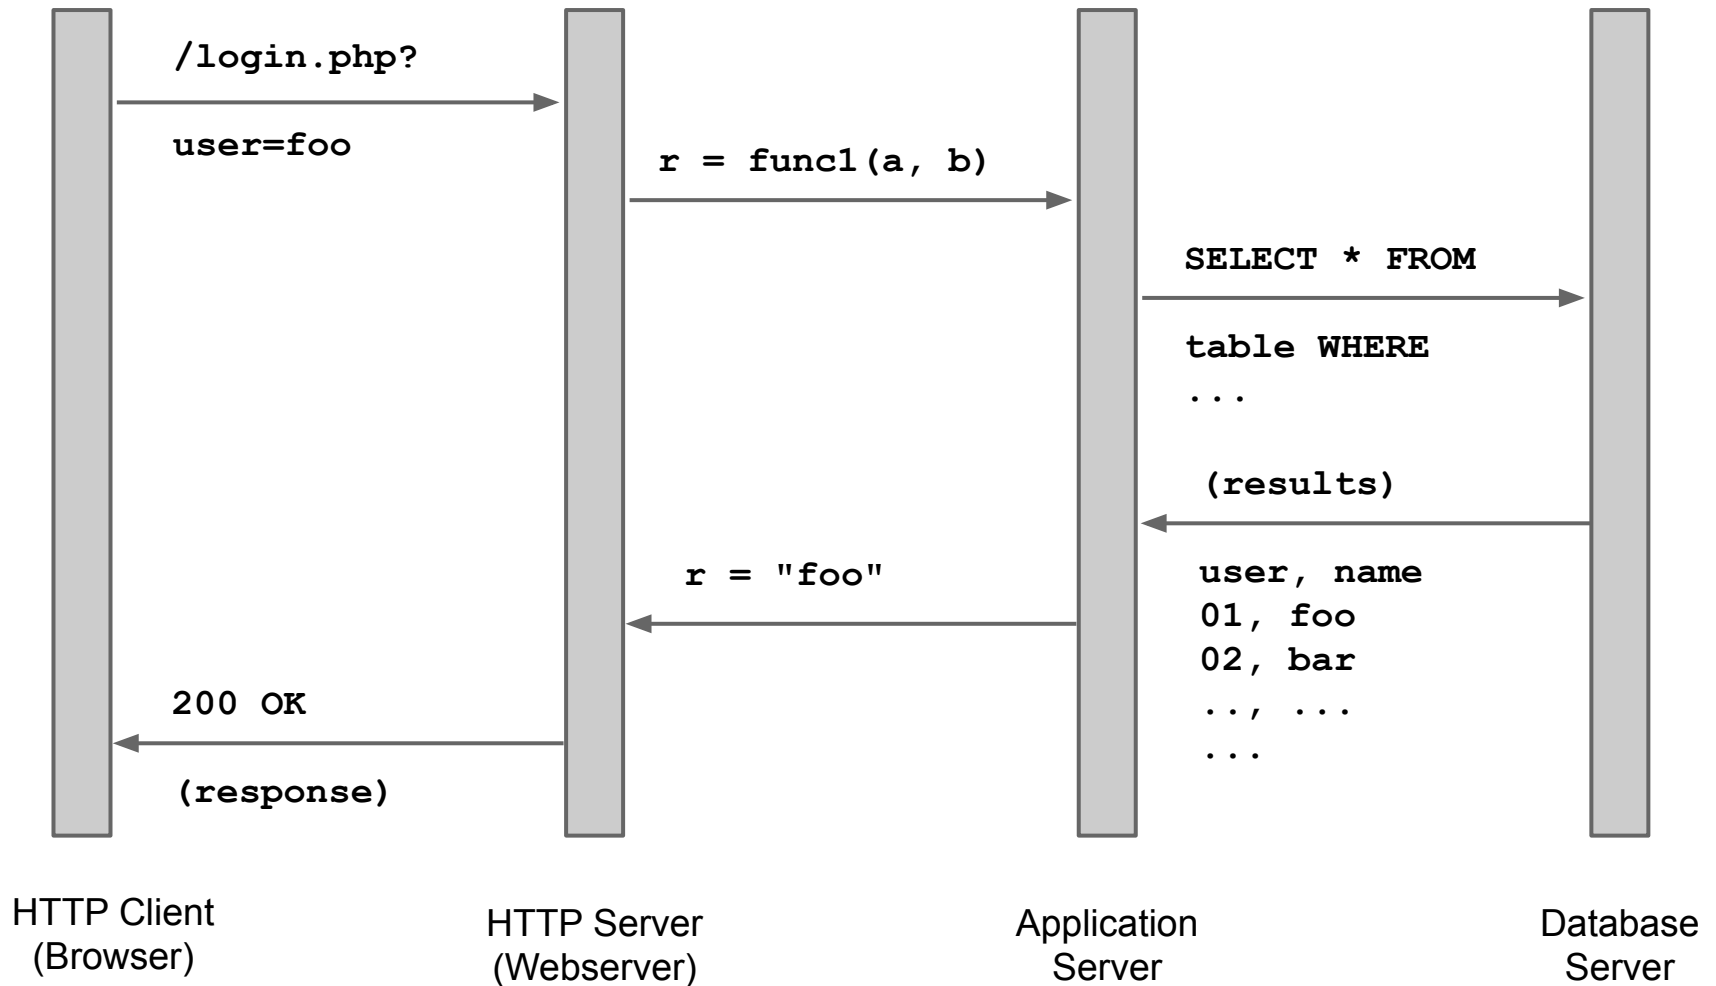 /login.php?
user=foo
r = func1(a, b)
SELECT * FROM
table WHERE
...
(results)
user, name
01, foo
02, bar
.., ...
...
r = "foo"
200 OK
(response)
HTTP Client
(Browser)
HTTP Server
(Webserver)
Application
Server
Database
Server